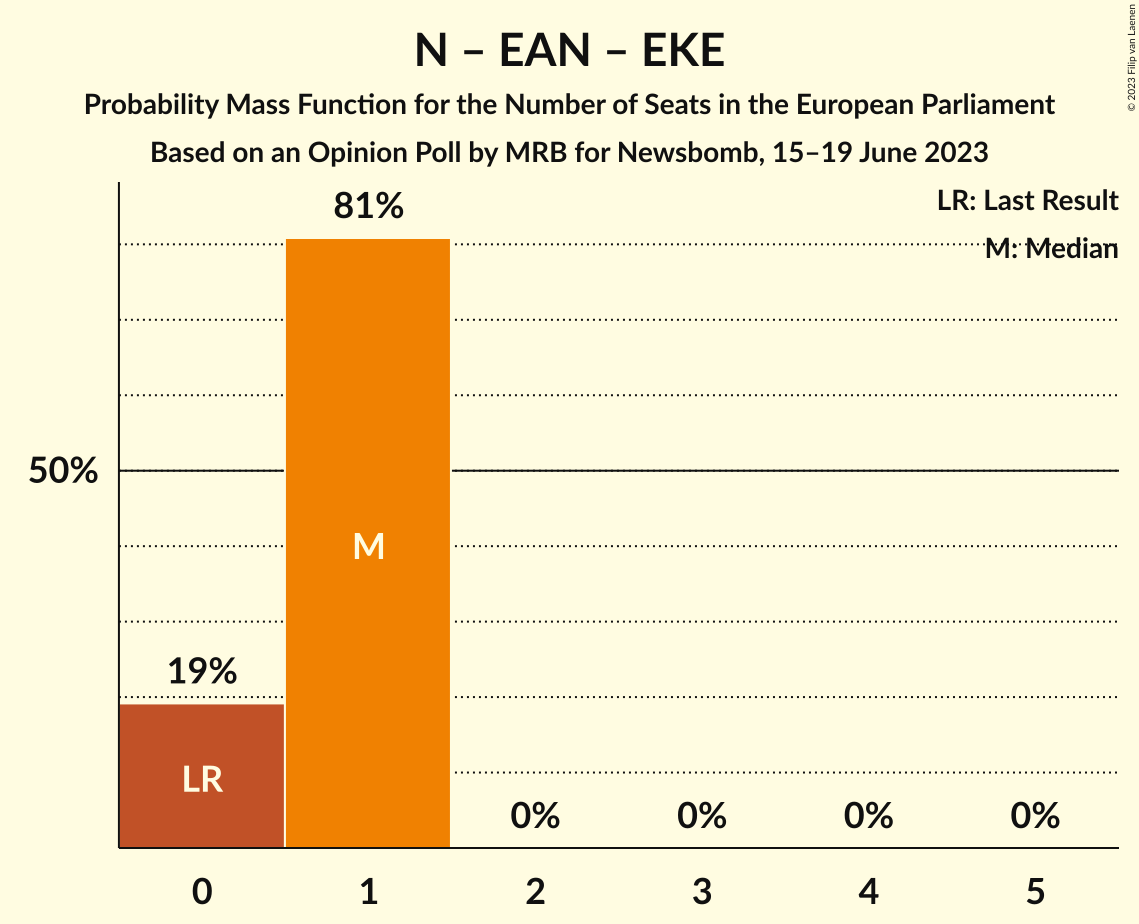 N – EAN – EKE
Probability Mass Function for the Number of Seats in the European Parliament
Based on an Opinion Poll by MRB for Newsbomb, 15–19 June 2023
© 2023 Filip van Laenen
LR: Last Result
M: Median
81%
50%
M
19%
LR
0% 0% 0% 0%
0 1 2 3 4 5